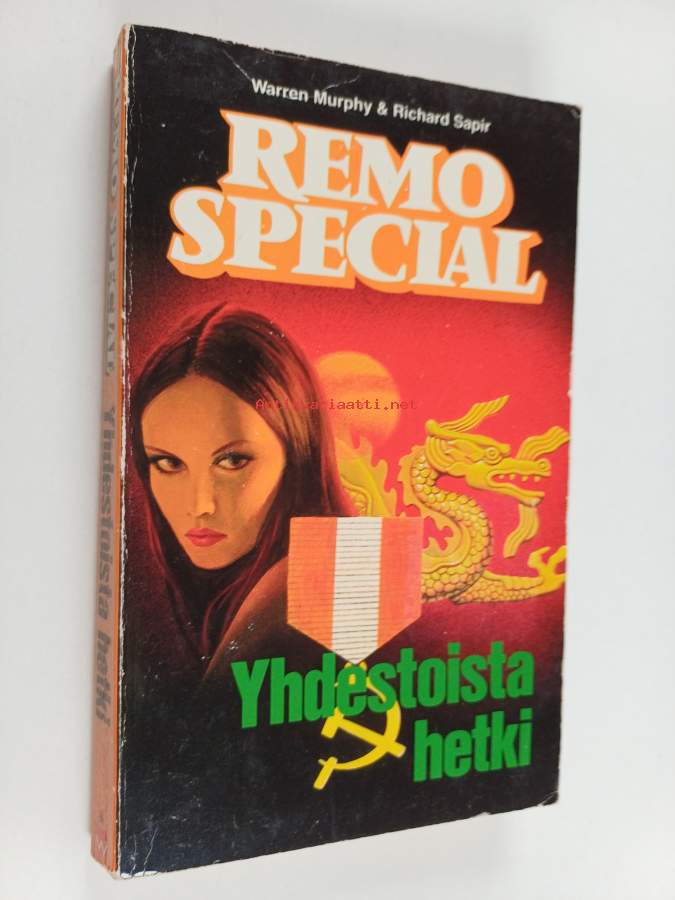 Warren Murphy & Richard Sapir
REMO
SPECIAL
Antikvariaatti.net
Yhdestoista
hetki
REMO SPECIAL Yhdestoista hetki